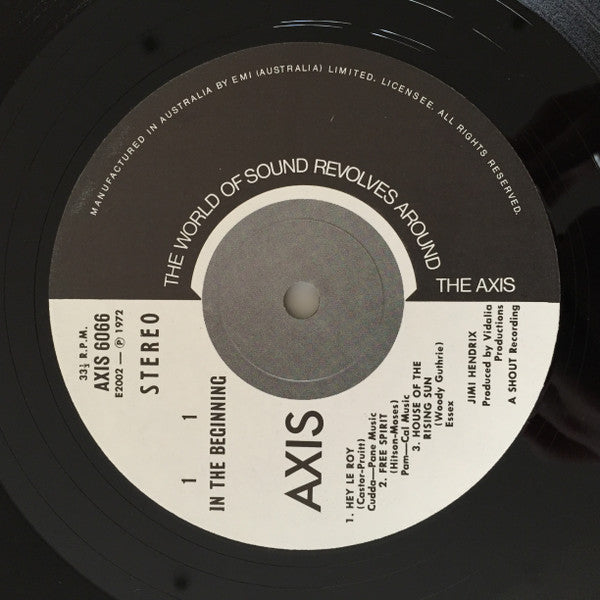 MANUFACTURED IN AUSTRALIA BY EMI (AUSTRALIA) LIMITED. LICENSEE. ALL RIGHTS RESERVED.
THE WORLD OF SOUND REVOLVES AROUND
THE AXIS
33⅓ R.P.M.
AXIS 6066
E2002 — Ⓟ 1972
STEREO
1 1
IN THE BEGINNING
AXIS
1. HEY LE ROY
(Castor-Pruitt)
Cudda—Pane Music
2. FREE SPIRIT
(Hitson-Moses)
Pam—Cal Music
3. HOUSE OF THE
RISING SUN
(Woody Guthrie)
Essex
JIMI HENDRIX
Produced by Vidalia
Productions
A SHOUT Recording